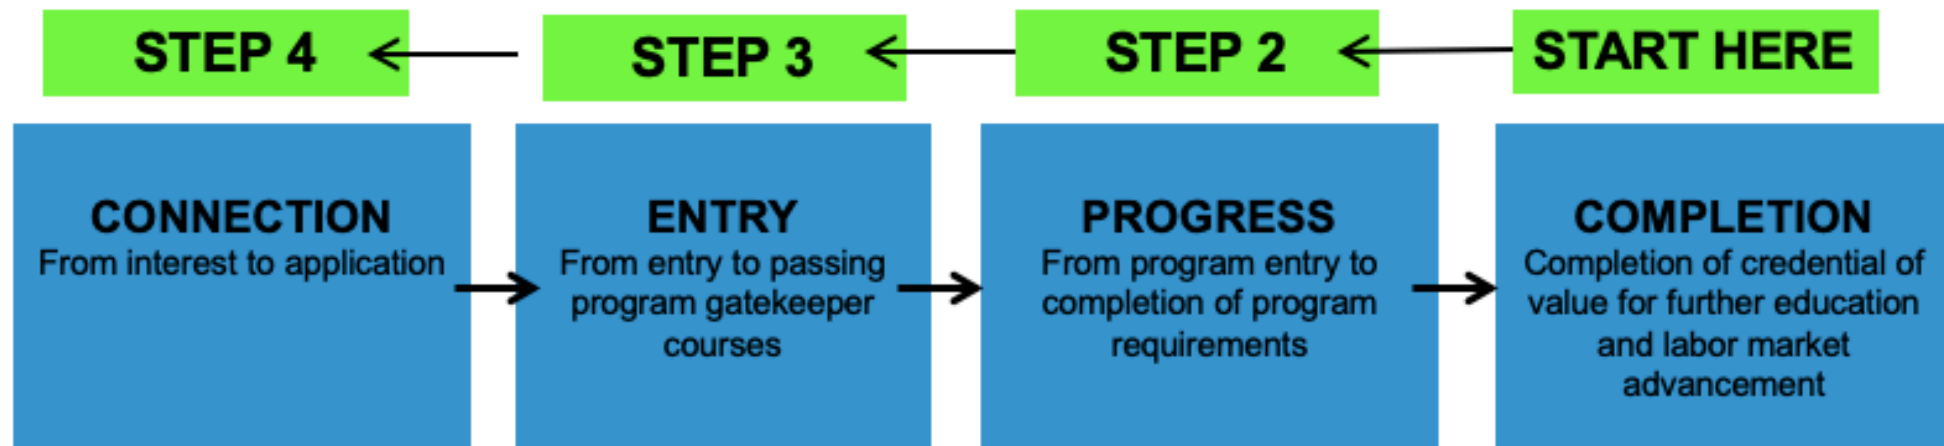 STEP 4
STEP 3
STEP 2
START HERE
CONNECTION
From interest to application
ENTRY
From entry to passing
program gatekeeper
courses
PROGRESS
From program entry to
completion of program
requirements
COMPLETION
Completion of credential of
value for further education
and labor market
advancement